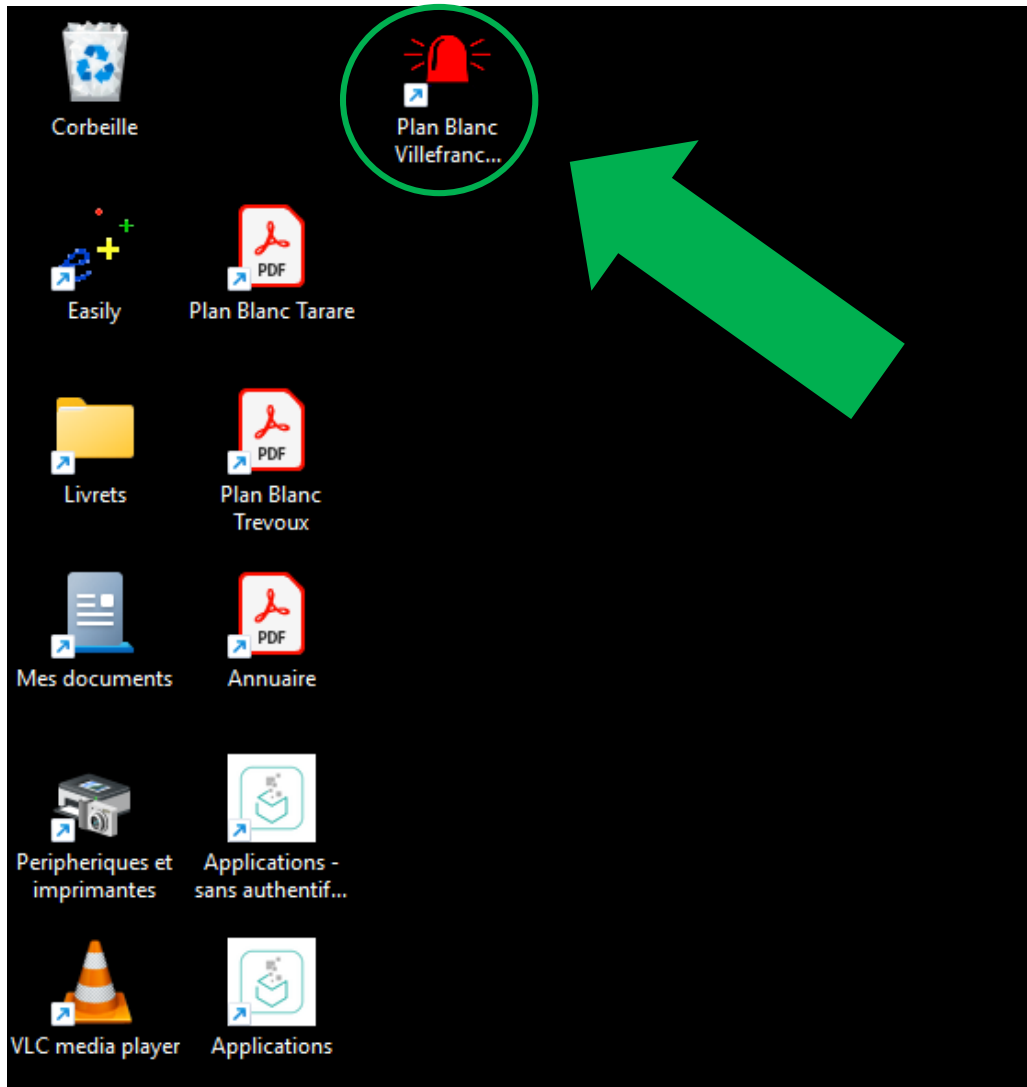 Corbeille
Plan Blanc
Villefranc...
Easily
Plan Blanc Tarare
PDF
Livrets
Plan Blanc
Trevoux
PDF
Mes documents
Annuaire
PDF
Peripheriques et
imprimantes
Applications -
sans authentif...
VLC media player
Applications